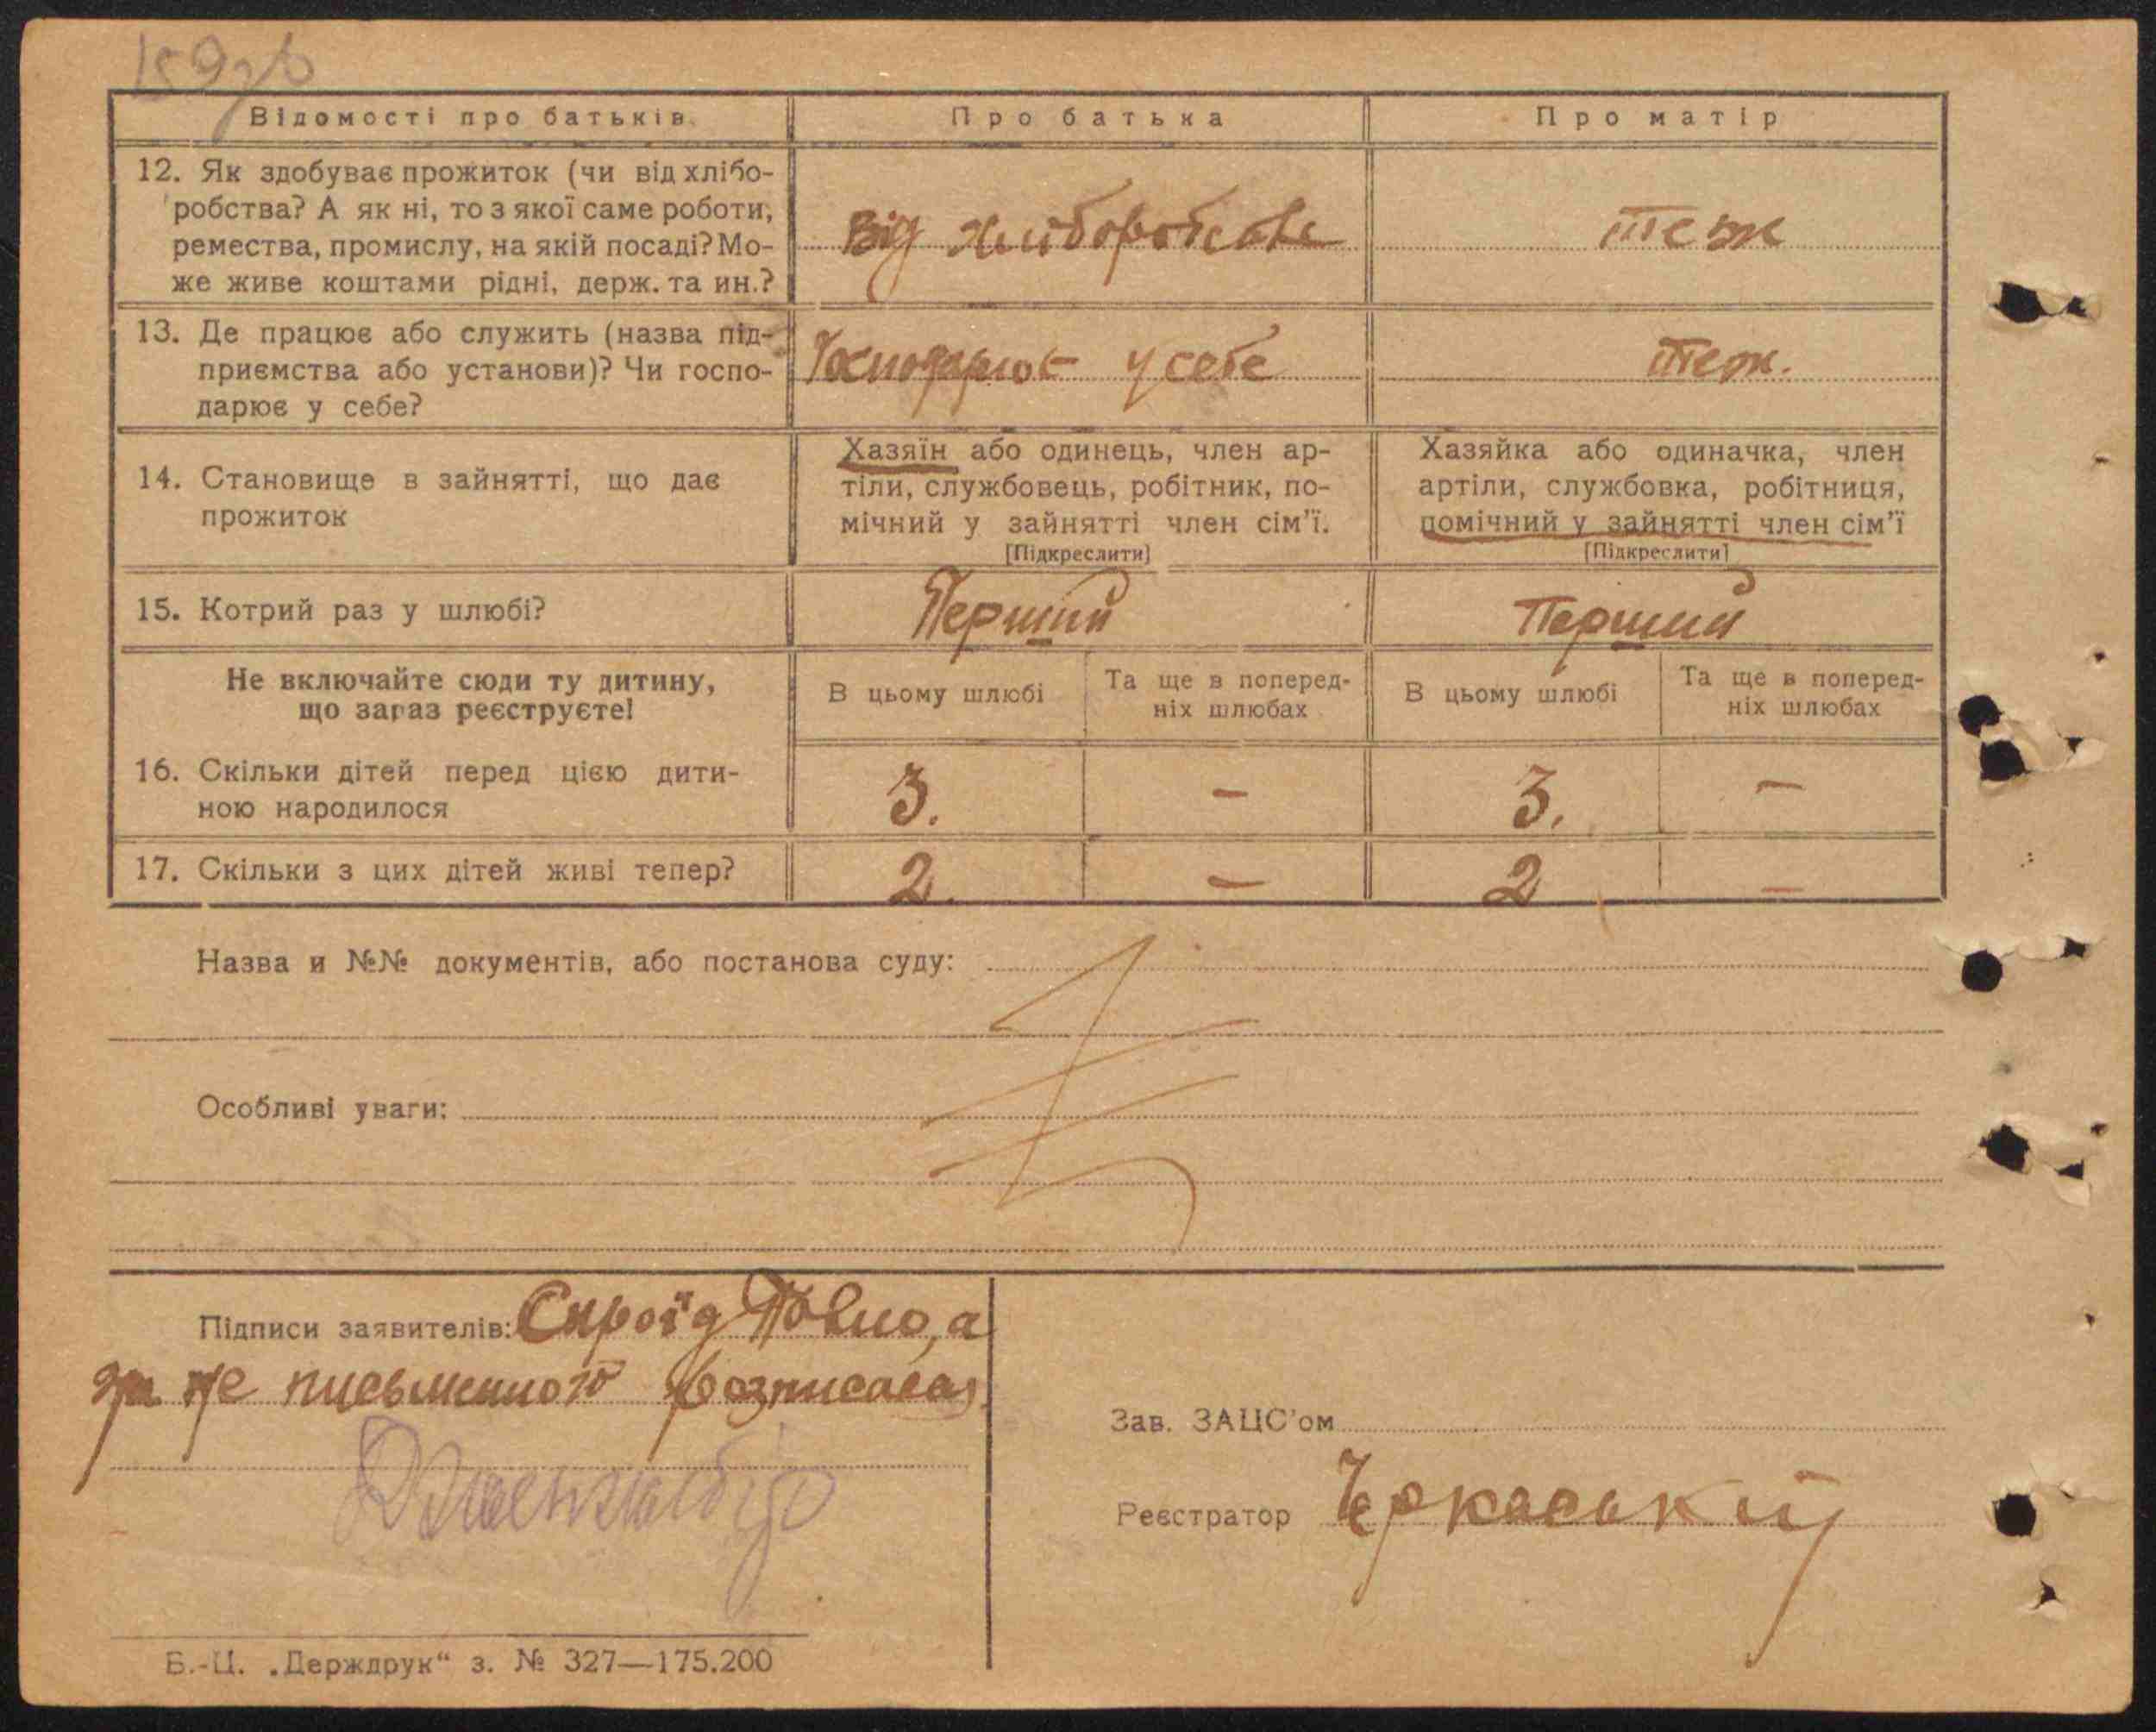 159зв
Відомості про батьків
Про батька
Про матір
12. Як здобуває прожиток (чи від хлібо-
робства? А як ні, то з якої саме роботи,
ремества, промислу, на якій посаді? Мо-
же живе коштами рідні, держ. та ин.?
Від хліборобства
теж
13. Де працює або служить (назва під-
приємства або установи)? Чи госпо-
дарює у себе?
Господарює у себе
теж.
14. Становище в зайнятті, що дає
прожиток
Хазяїн або одинець, член ар-
тіли, службовець, робітник, по-
мічний у зайнятті член сім'ї.
[Підкреслити]
Хазяйка або одиначка, член
артіли, службовка, робітниця,
помічний у зайнятті член сім'ї
[Підкреслити]
15. Котрий раз у шлюбі?
Перший
Перший
Не включайте сюди ту дитину,
що зараз реєструєте!
В цьому шлюбі
Та ще в поперед-
ніх шлюбах
В цьому шлюбі
Та ще в поперед-
ніх шлюбах
16. Скільки дітей перед цією дити-
ною народилося
3.
–
3.
–
17. Скільки з цих дітей живі тепер?
2.
–
2
–
Назва и №№ документів, або постанова суду:
Особливі уваги:
Підписи заявителів: Скроїд Павло, а
за не письменного розписався
Зав. ЗАЦС'ом
Реєстратор Черкаський
Б.-Ц. „Держдрук“ з. № 327—175.200